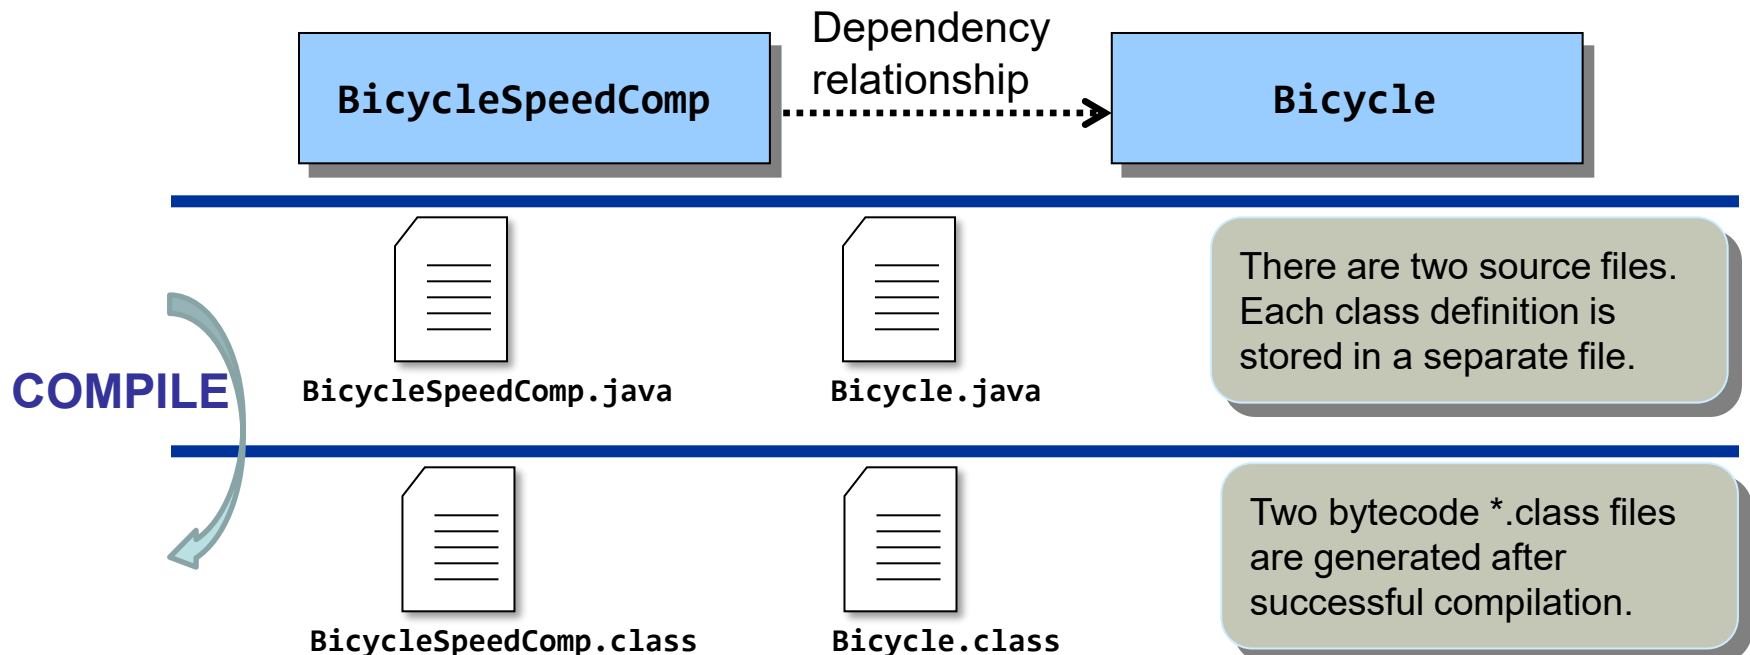 BicycleSpeedComp
Dependency
relationship
Bicycle
COMPILE
BicycleSpeedComp.java
Bicycle.java
There are two source files.
Each class definition is
stored in a separate file.
BicycleSpeedComp.class
Bicycle.class
Two bytecode *.class files
are generated after
successful compilation.